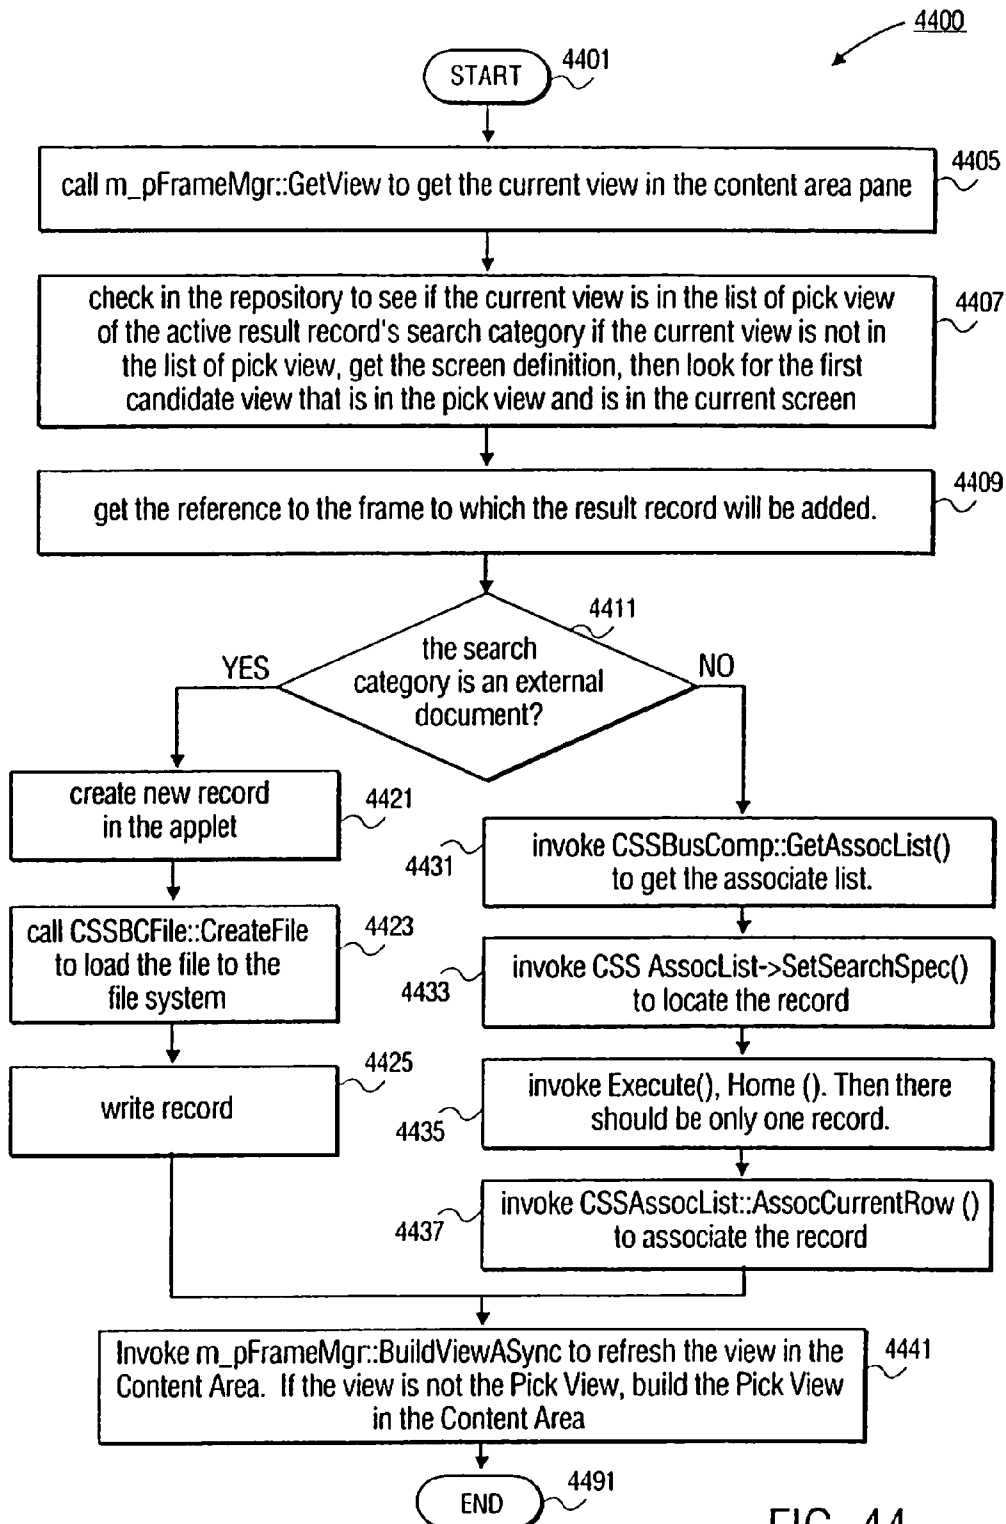 4400
START
4401
call m_pFrameMgr::GetView to get the current view in the content area pane
4405
check in the repository to see if the current view is in the list of pick view
of the active result record's search category if the current view is not in
the list of pick view, get the screen definition, then look for the first
candidate view that is in the pick view and is in the current screen
4407
get the reference to the frame to which the result record will be added.
4409
4411
the search
category is an external
document?
YES
NO
create new record
in the applet
4421
call CSSBCFile::CreateFile
to load the file to the
file system
4423
write record
4425
invoke CSSBusComp::GetAssocList()
to get the associate list.
4431
invoke CSS AssocList->SetSearchSpec()
to locate the record
4433
invoke Execute(), Home (). Then there
should be only one record.
4435
invoke CSSAssocList::AssocCurrentRow ()
to associate the record
4437
Invoke m_pFrameMgr::BuildViewASync to refresh the view in the
Content Area. If the view is not the Pick View, build the Pick View
in the Content Area
4441
END
4491
FIG. 44